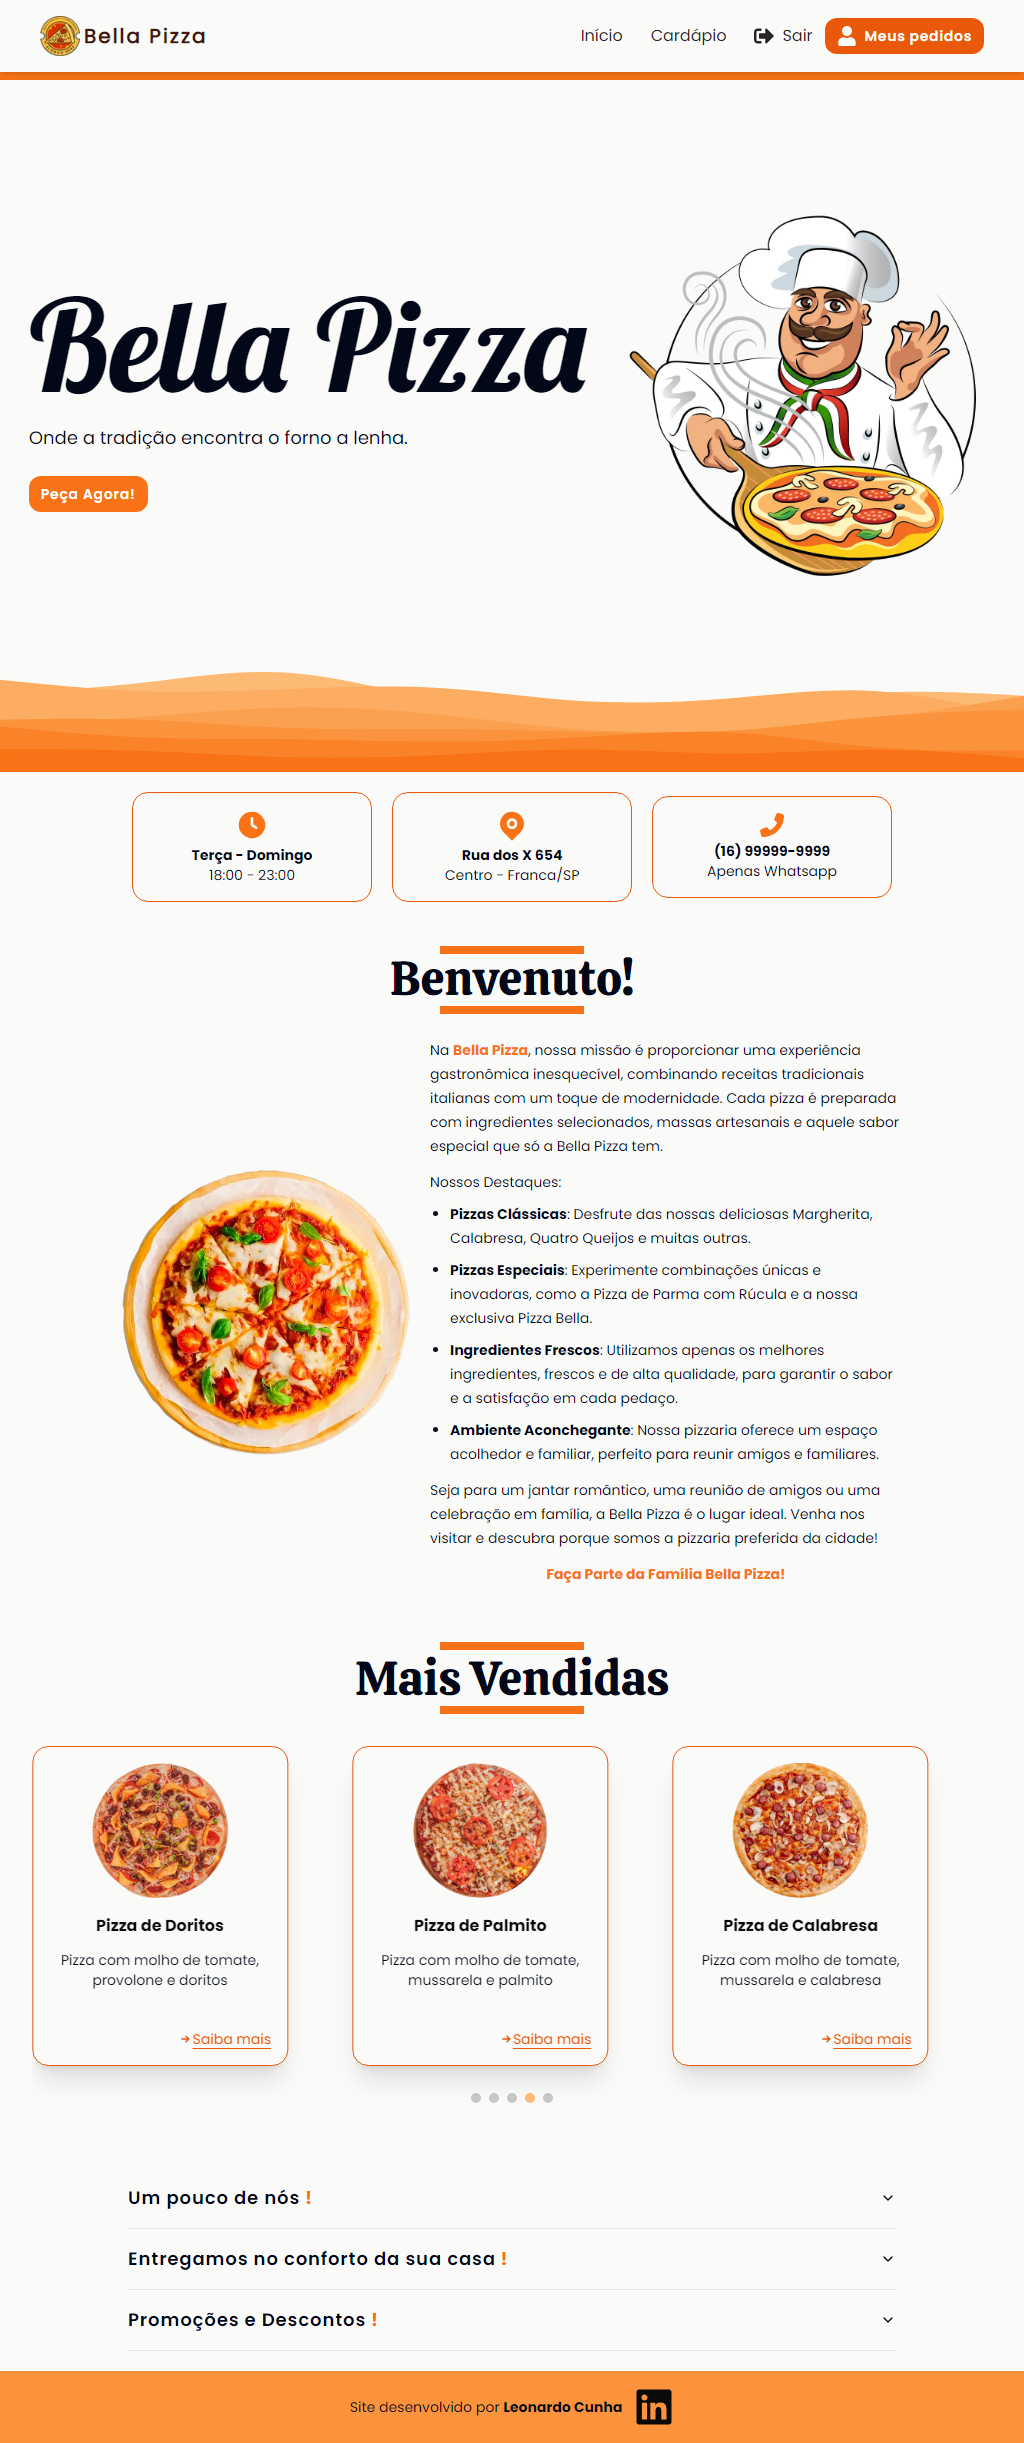 Bella Pizza
Início Cardápio Sair Meus pedidos
Bella Pizza
Onde a tradição encontra o forno a lenha.
Peça Agora!
Terça - Domingo
18:00 - 23:00
Rua dos X 654
Centro - Franca/SP
(16) 99999-9999
Apenas Whatsapp
Benvenuto!
Na Bella Pizza, nossa missão é proporcionar uma experiência
gastronômica inesquecível, combinando receitas tradicionais
italianas com um toque de modernidade. Cada pizza é preparada
com ingredientes selecionados, massas artesanais e aquele sabor
especial que só a Bella Pizza tem.
Nossos Destaques:
• Pizzas Clássicas: Desfrute das nossas deliciosas Margherita,
Calabresa, Quatro Queijos e muitas outras.
• Pizzas Especiais: Experimente combinações únicas e
inovadoras, como a Pizza de Parma com Rúcula e a nossa
exclusiva Pizza Bella.
• Ingredientes Frescos: Utilizamos apenas os melhores
ingredientes, frescos e de alta qualidade, para garantir o sabor
e a satisfação em cada pedaço.
• Ambiente Aconchegante: Nossa pizzaria oferece um espaço
acolhedor e familiar, perfeito para reunir amigos e familiares.
Seja para um jantar romântico, uma reunião de amigos ou uma
celebração em família, a Bella Pizza é o lugar ideal. Venha nos
visitar e descubra porque somos a pizzaria preferida da cidade!
Faça Parte da Família Bella Pizza!
Mais Vendidas
Pizza de Doritos
Pizza com molho de tomate,
provolone e doritos
Saiba mais
Pizza de Palmito
Pizza com molho de tomate,
mussarela e palmito
Saiba mais
Pizza de Calabresa
Pizza com molho de tomate,
mussarela e calabresa
Saiba mais
Um pouco de nós !
Entregamos no conforto da sua casa !
Promoções e Descontos !
Site desenvolvido por Leonardo Cunha in